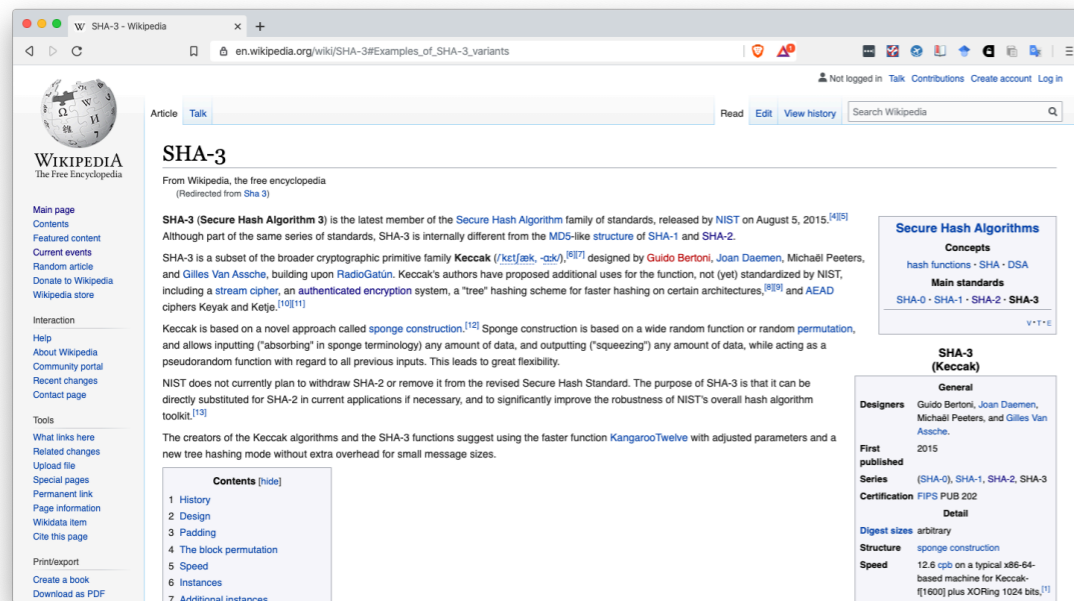 SHA-3 - Wikipedia
en.wikipedia.org/wiki/SHA-3#Examples_of_SHA-3_variants
1
Not logged in Talk Contributions Create account Log in
Article Talk
Read Edit View history Search Wikipedia
WIKIPEDIA
The Free Encyclopedia
Main page
Contents
Featured content
Current events
Random article
Donate to Wikipedia
Wikipedia store
Interaction
Help
About Wikipedia
Community portal
Recent changes
Contact page
Tools
What links here
Related changes
Upload file
Special pages
Permanent link
Page information
Wikidata item
Cite this page
Print/export
Create a book
Download as PDF
SHA-3
From Wikipedia, the free encyclopedia
(Redirected from Sha 3)
SHA-3 (Secure Hash Algorithm 3) is the latest member of the Secure Hash Algorithm family of standards, released by NIST on August 5, 2015.[4][5]
Although part of the same series of standards, SHA-3 is internally different from the MD5-like structure of SHA-1 and SHA-2.
SHA-3 is a subset of the broader cryptographic primitive family Keccak (/ˈkɛtʃæk, -ɑːk/),[6][7] designed by Guido Bertoni, Joan Daemen, Michaël Peeters,
and Gilles Van Assche, building upon RadioGatún. Keccak's authors have proposed additional uses for the function, not (yet) standardized by NIST,
including a stream cipher, an authenticated encryption system, a "tree" hashing scheme for faster hashing on certain architectures,[8][9] and AEAD
ciphers Keyak and Ketje.[10][11]
Keccak is based on a novel approach called sponge construction.[12] Sponge construction is based on a wide random function or random permutation,
and allows inputting ("absorbing" in sponge terminology) any amount of data, and outputting ("squeezing") any amount of data, while acting as a
pseudorandom function with regard to all previous inputs. This leads to great flexibility.
NIST does not currently plan to withdraw SHA-2 or remove it from the revised Secure Hash Standard. The purpose of SHA-3 is that it can be
directly substituted for SHA-2 in current applications if necessary, and to significantly improve the robustness of NIST's overall hash algorithm
toolkit.[13]
The creators of the Keccak algorithms and the SHA-3 functions suggest using the faster function KangarooTwelve with adjusted parameters and a
new tree hashing mode without extra overhead for small message sizes.
Contents [hide]
1 History
2 Design
3 Padding
4 The block permutation
5 Speed
6 Instances
7 Additional instances
Secure Hash Algorithms
Concepts
hash functions · SHA · DSA
Main standards
SHA-0 · SHA-1 · SHA-2 · SHA-3
V · T · E
SHA-3
(Keccak)
General
Designers Guido Bertoni, Joan Daemen,
Michaël Peeters, and Gilles Van
Assche.
First 2015
published
Series (SHA-0), SHA-1, SHA-2, SHA-3
Certification FIPS PUB 202
Detail
Digest sizes arbitrary
Structure sponge construction
Speed 12.6 cpb on a typical x86-64-
based machine for Keccak-
f[1600] plus XORing 1024 bits,[1]